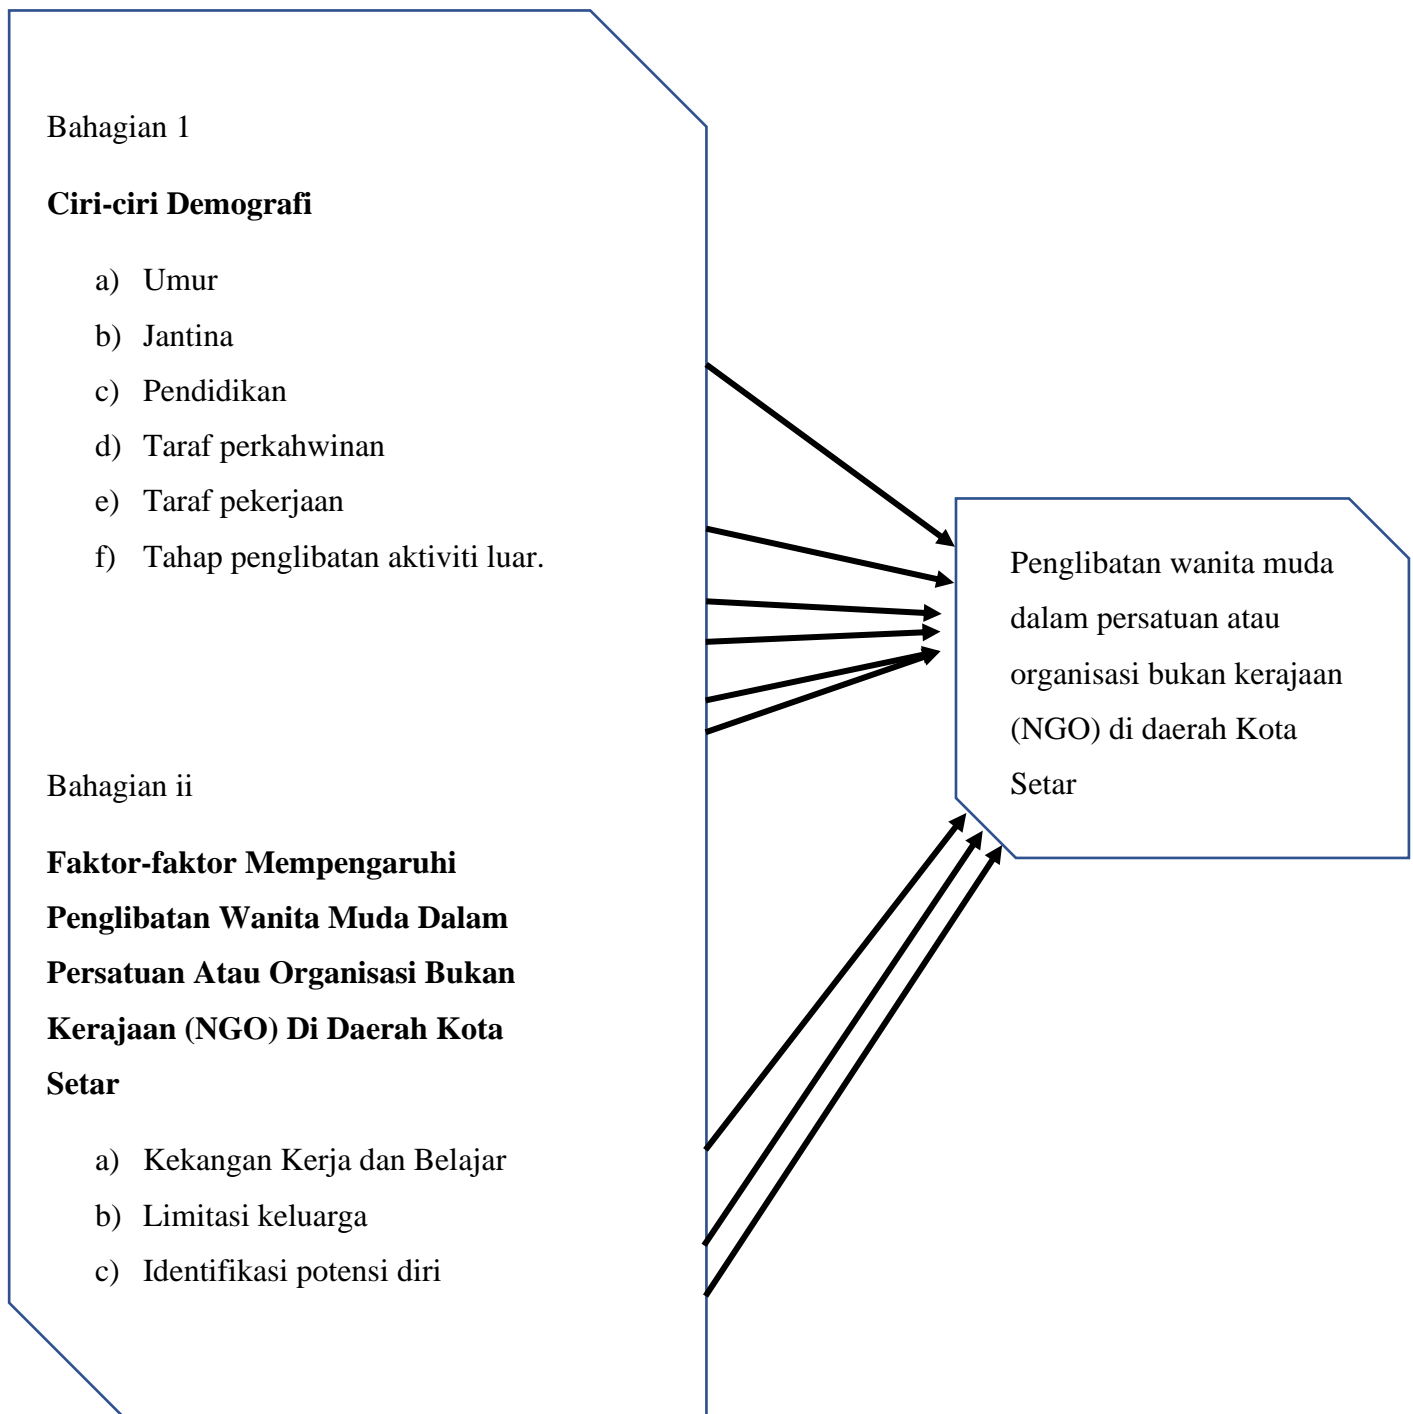 Bahagian 1
Ciri-ciri Demografi
a) Umur
b) Jantina
c) Pendidikan
d) Taraf perkahwinan
e) Taraf pekerjaan
f) Tahap penglibatan aktiviti luar.
Bahagian ii
Faktor-faktor Mempengaruhi
Penglibatan Wanita Muda Dalam
Persatuan Atau Organisasi Bukan
Kerajaan (NGO) Di Daerah Kota
Setar
a) Kekangan Kerja dan Belajar
b) Limitasi keluarga
c) Identifikasi potensi diri
Penglibatan wanita muda
dalam persatuan atau
organisasi bukan kerajaan
(NGO) di daerah Kota
Setar